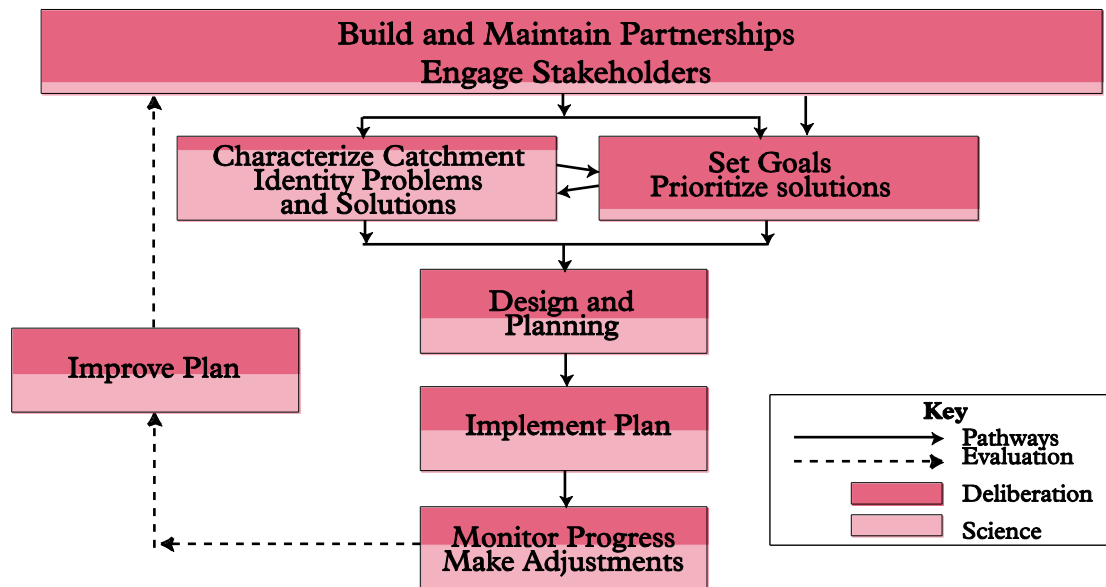 Build and Maintain Partnerships
Engage Stakeholders
Characterize Catchment
Identity Problems
and Solutions
Set Goals
Prioritize solutions
Design and
Planning
Improve Plan
Implement Plan
Monitor Progress
Make Adjustments
Key
Pathways
Evaluation
Deliberation
Science